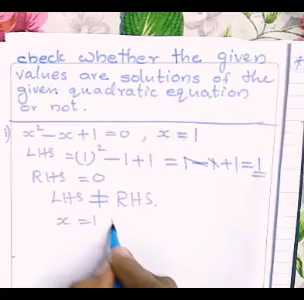 check whether the given
values are solutions of the
given quadratic equation
or not.
i) x² - x + 1 = 0 , x = 1
LHS = (1)² - 1 + 1 = 1 - 1 + 1 = 1
RHS = 0
LHS ≠ RHS.
x = 1